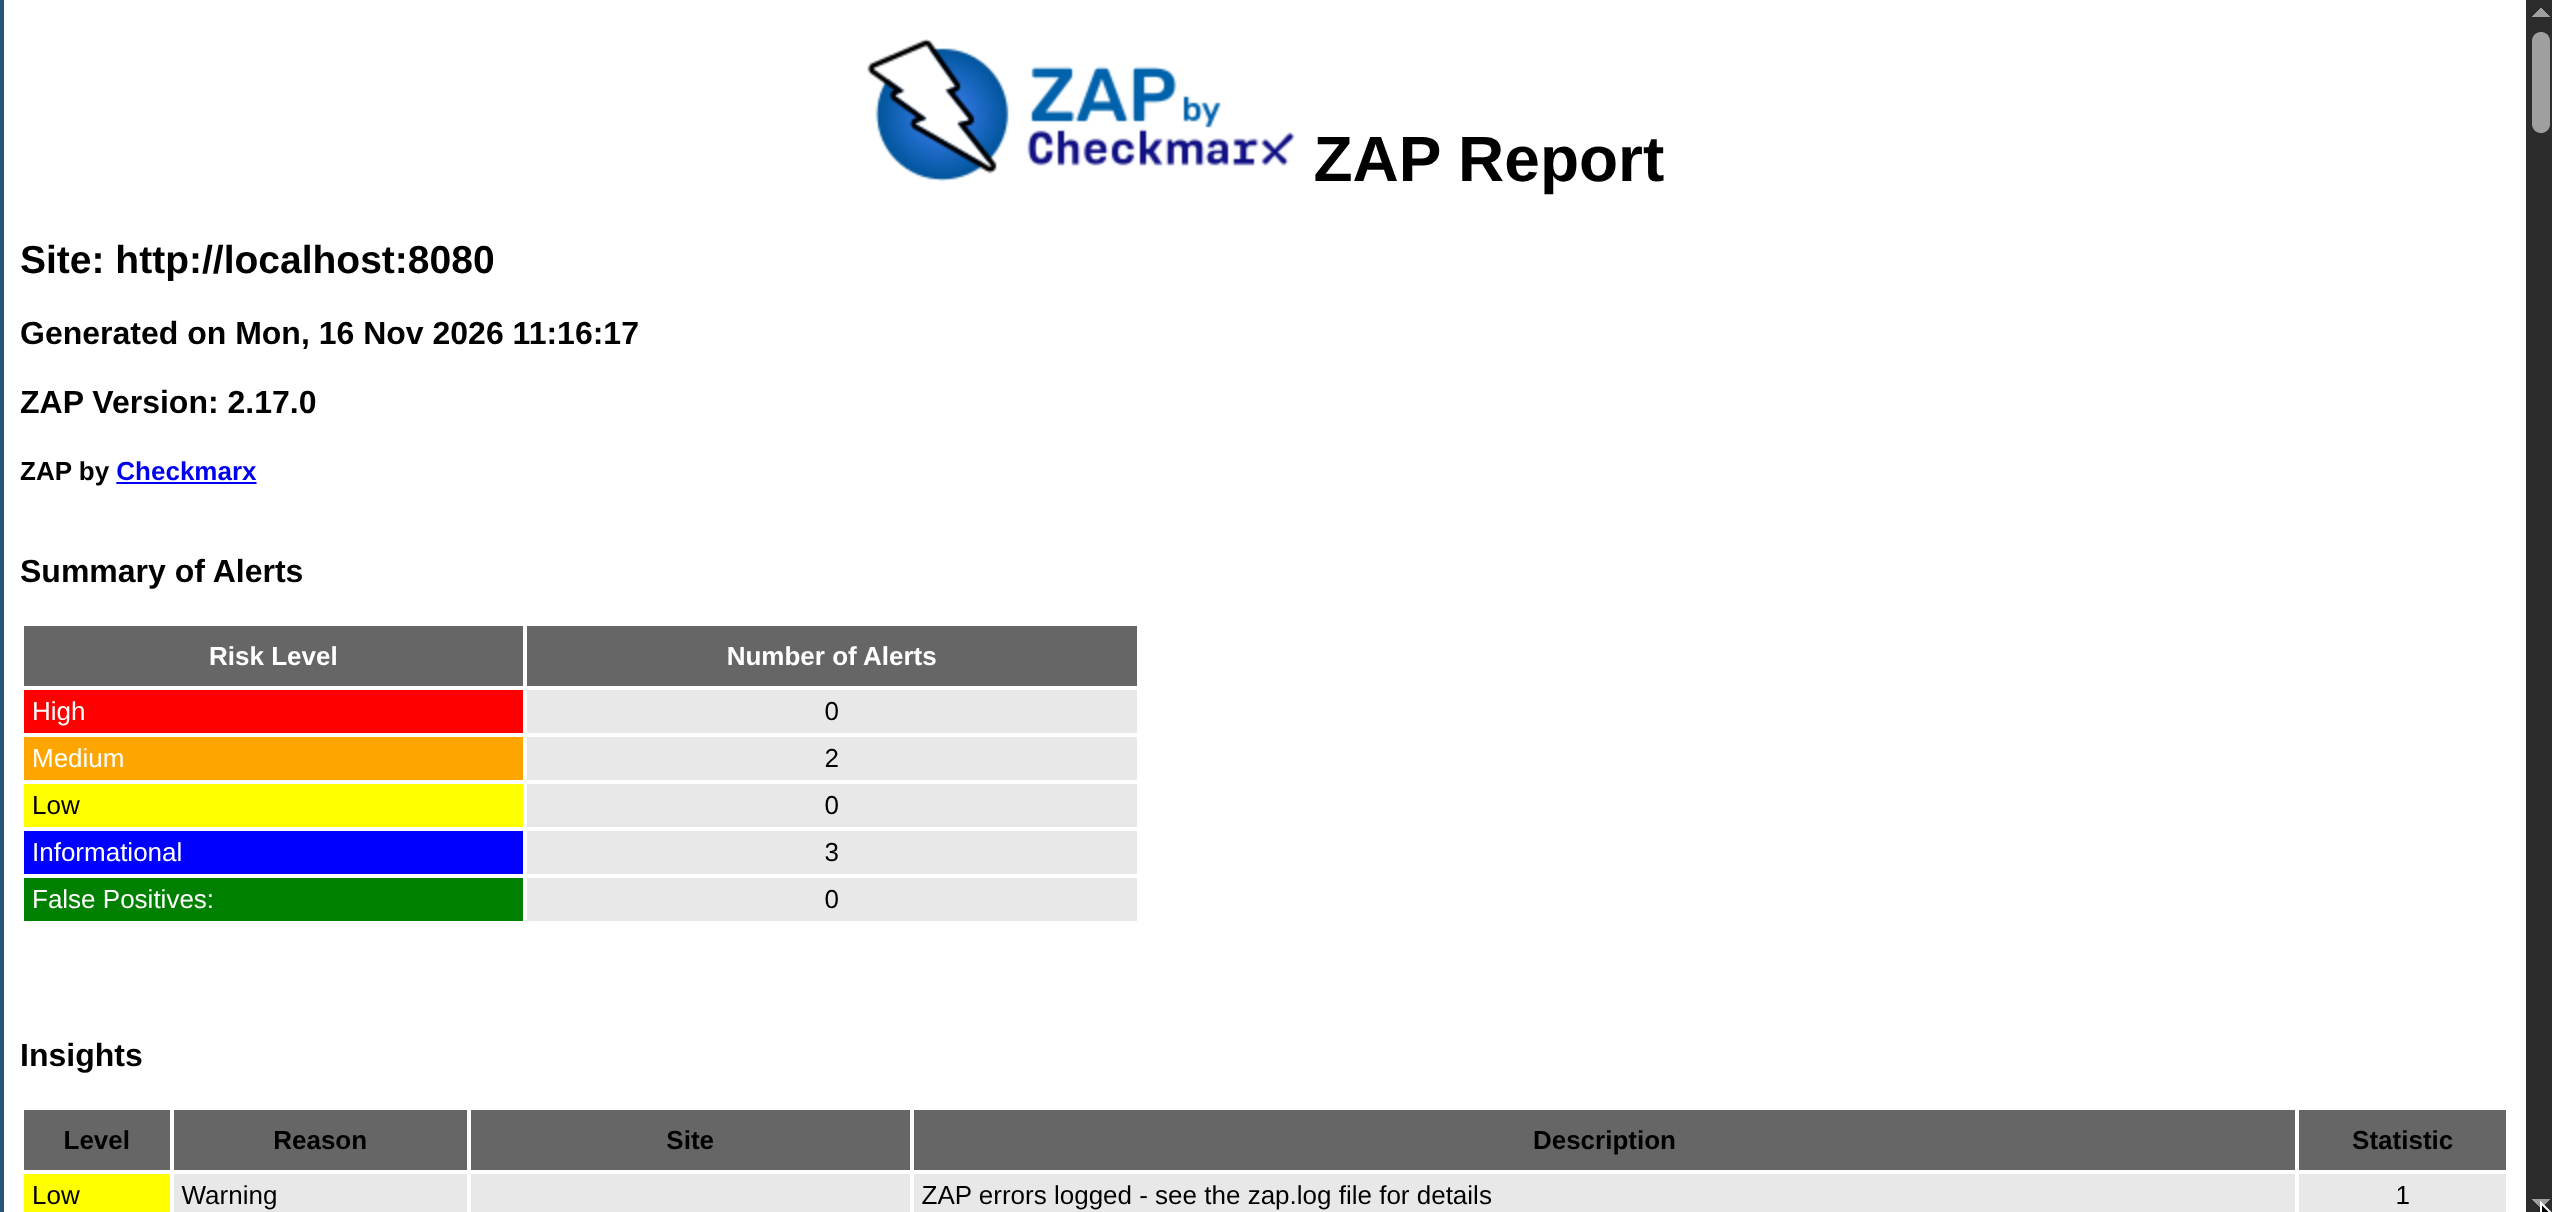 ZAP by
Checkmarx ZAP Report
Site: http://localhost:8080
Generated on Mon, 16 Nov 2026 11:16:17
ZAP Version: 2.17.0
ZAP by Checkmarx
Summary of Alerts
Risk Level Number of Alerts
High 0
Medium 2
Low 0
Informational 3
False Positives: 0
Insights
Level Reason Site Description Statistic
Low Warning ZAP errors logged - see the zap.log file for details 1